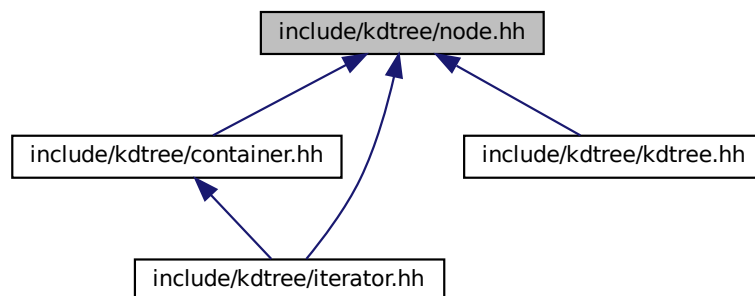 include/kdtree/node.hh
include/kdtree/container.hh
include/kdtree/kdtree.hh
include/kdtree/iterator.hh